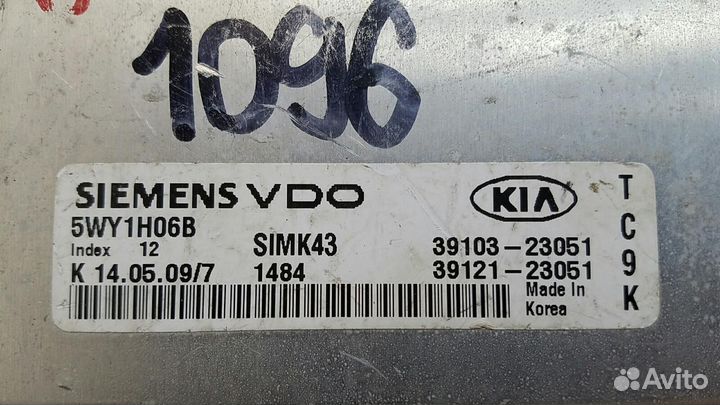 1096
SIEMENS VDO
KIA
5WY1H06B
Index 12
SIMK43
39103-23051
K 14.05.09/7
1484
39121-23051
Made In
Korea
TC9K
Avito